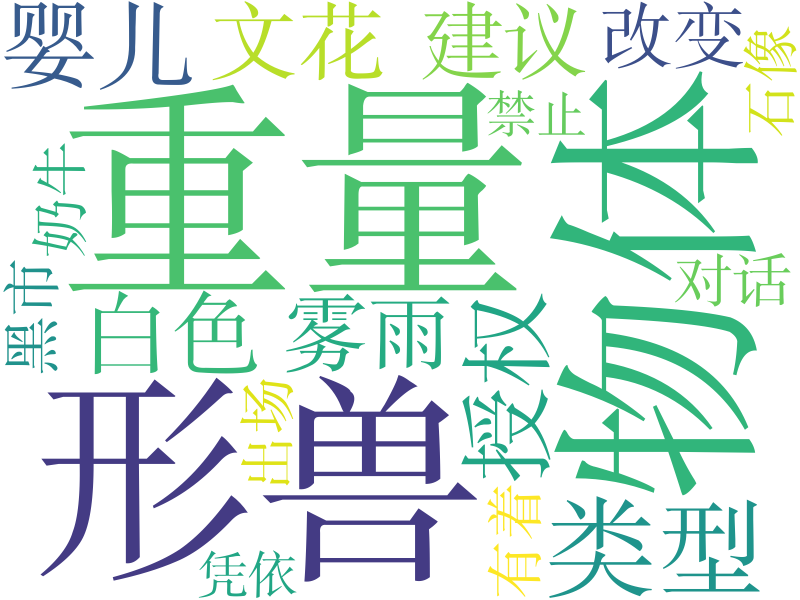 婴儿
文花
建议
改变
石像
重量
禁止
物体
奶牛
对话
黑市
白色
雾雨
授权
形兽
出场
有着
类型
凭依